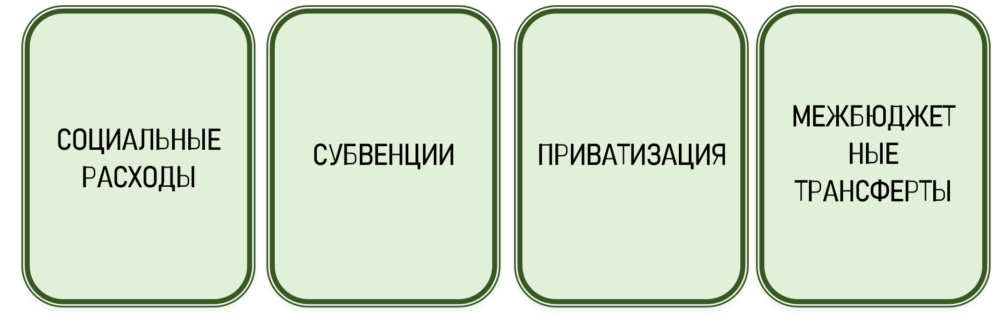 СОЦИАЛЬНЫЕ
РАСХОДЫ
СУБВЕНЦИИ
ПРИВАТИЗАЦИЯ
МЕЖБЮДЖЕТ
НЫЕ
ТРАНСФЕРТЫ